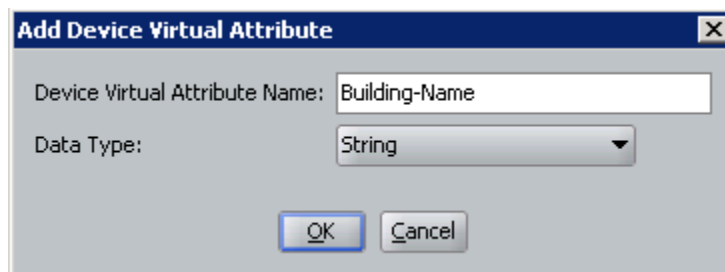 Add Device Virtual Attribute
Device Virtual Attribute Name: Building-Name
Data Type: String
OK Cancel